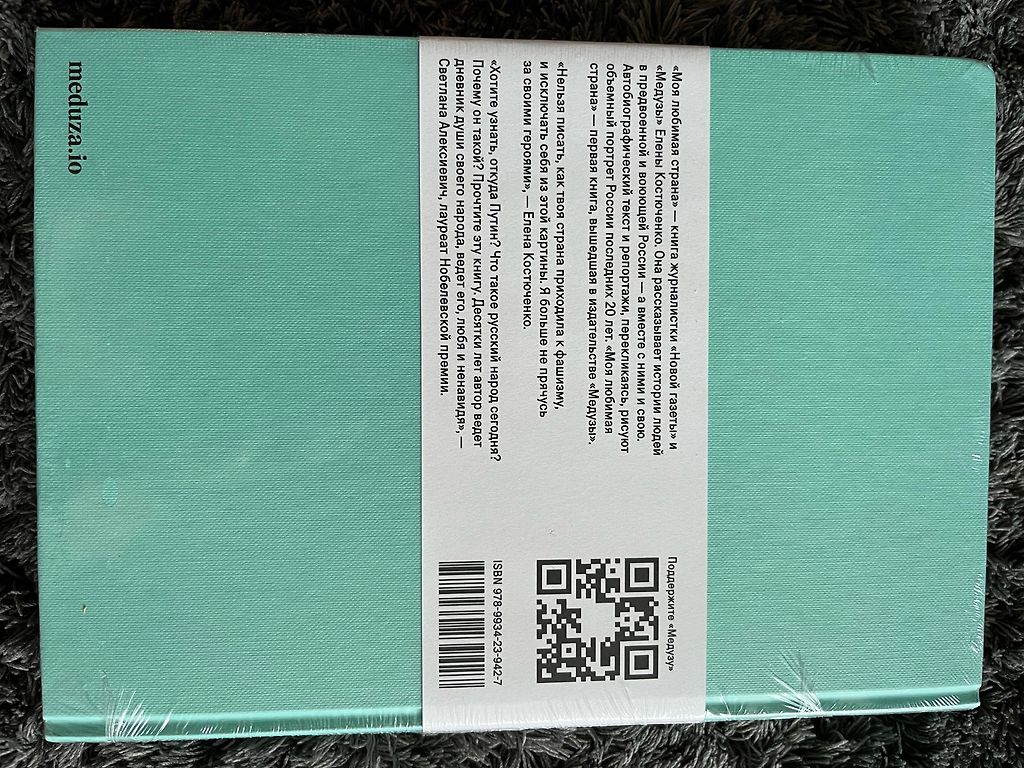 «Моя любимая страна» — книга журналистки «Новой газеты» и
«Медузы» Елены Костюченко. Она рассказывает истории людей
в предвоенной и воюющей России — а вместе с ними и свою.
Автобиографический текст и репортажи, перекликаясь, рисуют
объемный портрет России последних 20 лет. «Моя любимая
страна» — первая книга, вышедшая в издательстве «Медузы».
«Нельзя писать, как твоя страна приходила к фашизму,
и исключать себя из этой картины. Я больше не прячусь
за своими героями», — Елена Костюченко.
«Хотите узнать, откуда Путин? Что такое русский народ сегодня?
Почему он такой? Прочтите эту книгу. Десятки лет автор ведет
дневник души своего народа, ведет его, любя и ненавидя», —
Светлана Алексиевич, лауреат Нобелевской премии.
Поддержите «Медузу»
ISBN 978-9934-23-942-7
meduza.io